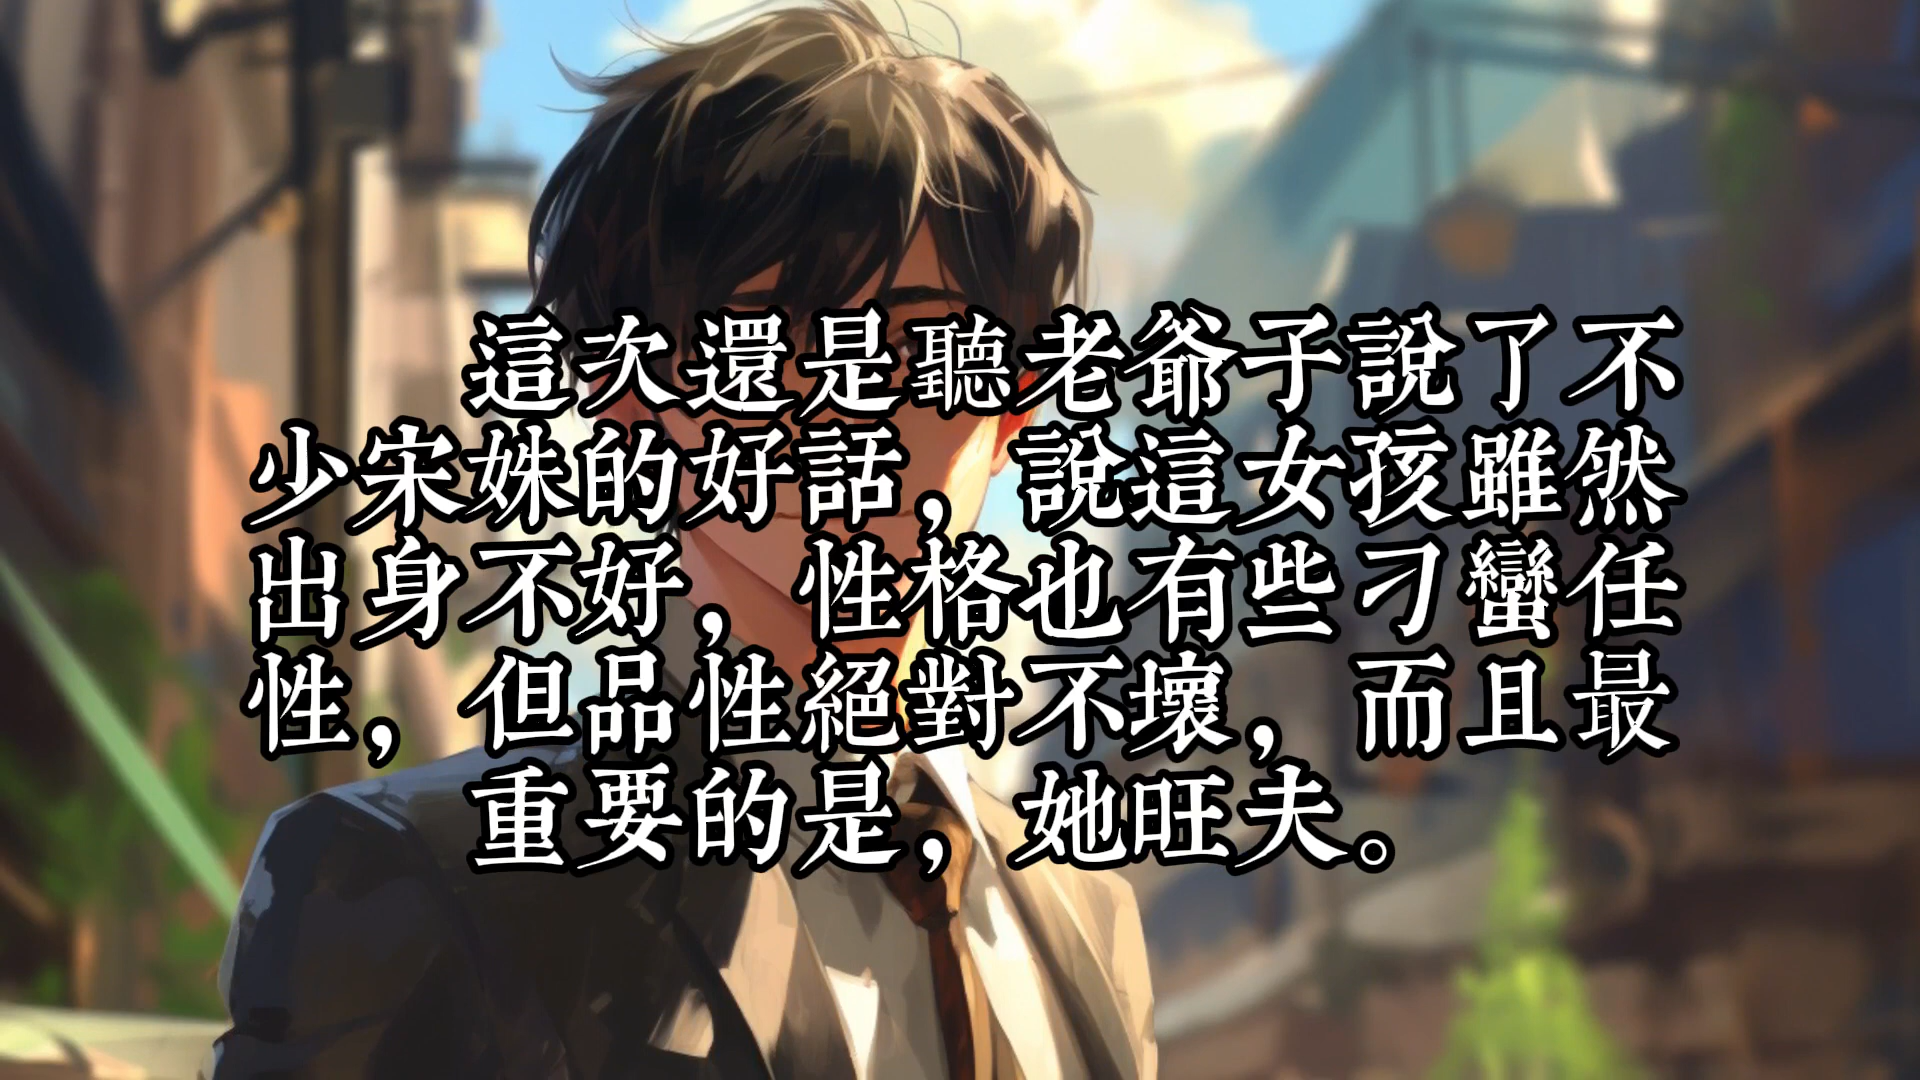 這次還是聽老爺子說了不
少宋姝的好話，說這女孩雖然
出身不好，性格也有些刁蠻任
性，但品性絕對不壞，而且最
重要的是，她旺夫。